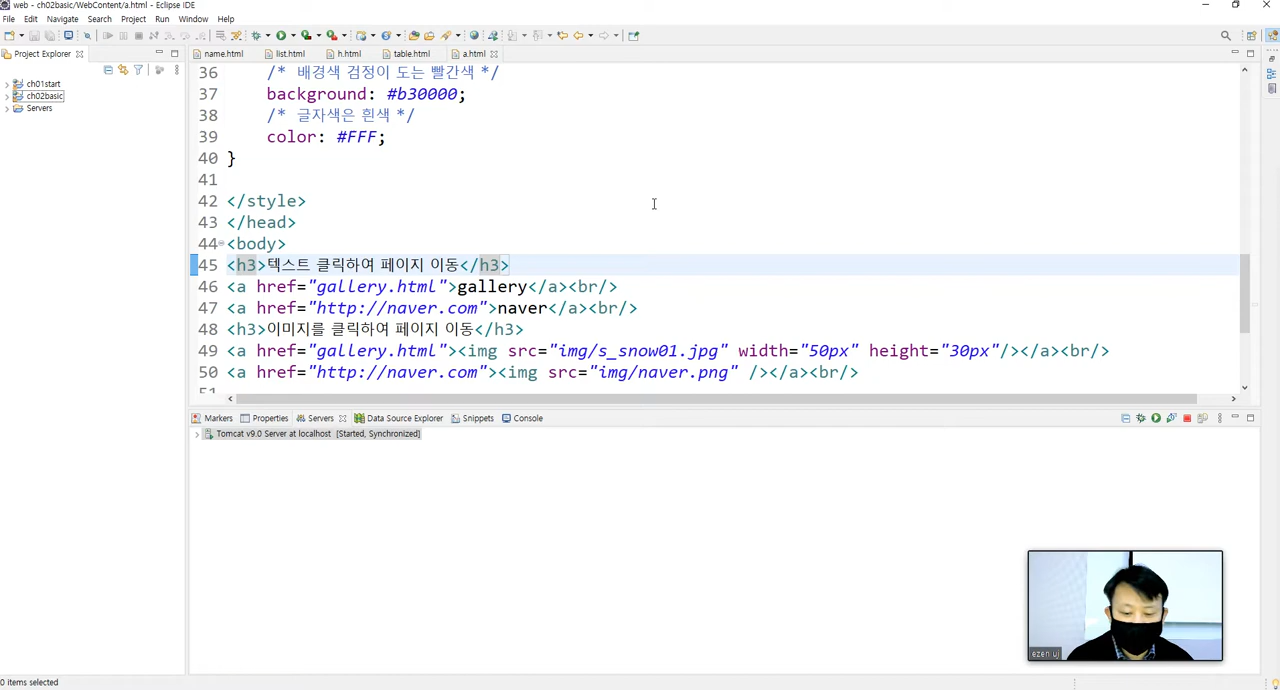 web - ch02basic/WebContent/a.html - Eclipse IDE
File Edit Navigate Search Project Run Window Help
Project Explorer
name.html list.html h.html table.html a.html
ch01start
ch02basic
Servers
36 /* 배경색 검정이 도는 빨간색 */
37 background: #b30000;
38 /* 글자색은 흰색 */
39 color: #FFF;
40 }
41
42 </style>
43 </head>
44 <body>
45 <h3>텍스트 클릭하여 페이지 이동</h3>
46 <a href="gallery.html">gallery</a><br/>
47 <a href="http://naver.com">naver</a><br/>
48 <h3>이미지를 클릭하여 페이지 이동</h3>
49 <a href="gallery.html"><img src="img/s_snow01.jpg" width="50px" height="30px"/></a><br/>
50 <a href="http://naver.com"><img src="img/naver.png" /></a><br/>
51
Markers Properties Servers Data Source Explorer Snippets Console
Tomcat v9.0 Server at localhost [Started, Synchronized]
ezen uj
0 items selected